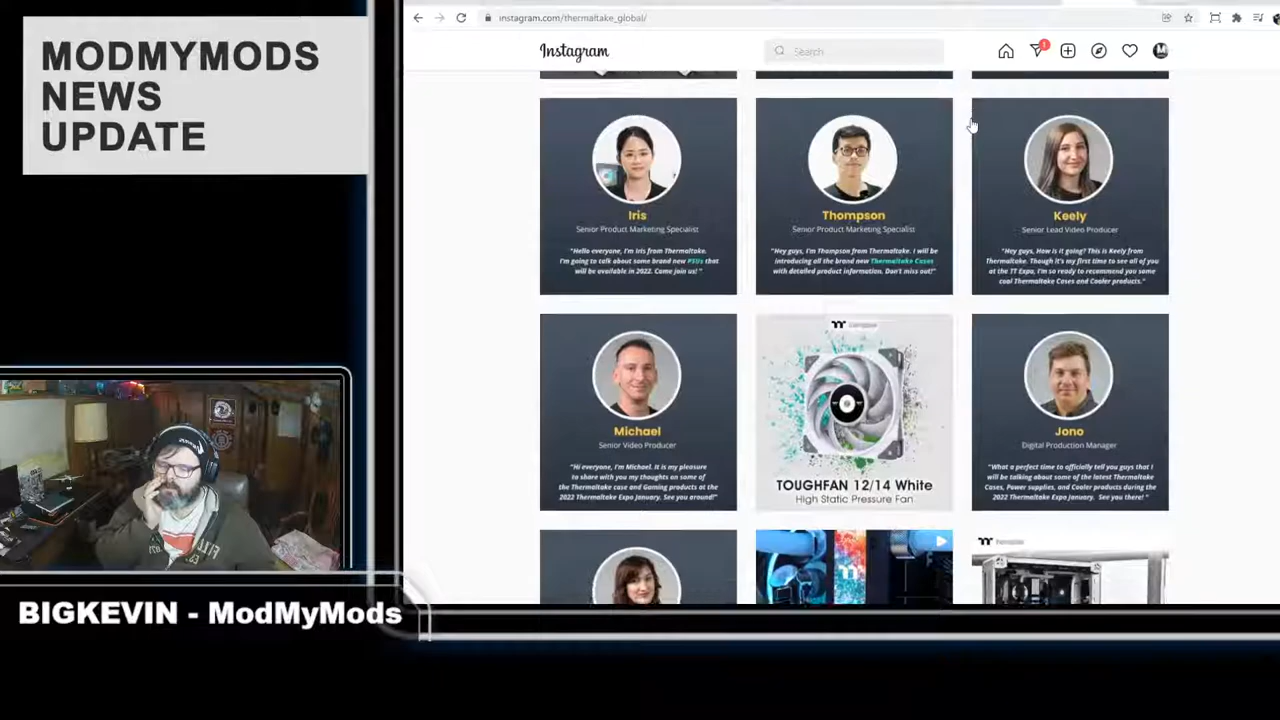 MODMYMODS
NEWS
UPDATE
instagram.com/thermaltake_global/
Instagram
Search
1
Iris
Senior Product Marketing Specialist
"Hello everyone, I'm Iris from Thermaltake.
I'm going to talk about some brand new PSUs that
will be available in 2022. Come join us! "
Thompson
Senior Product Marketing Specialist
"Hey guys, I'm Thompson from Thermaltake. I will be
introducing all the brand new Thermaltake Cases
with detailed product information. Don't miss out!"
Keely
Senior Lead Video Producer
"Hey guys, How is it going? This is Keely from
Thermaltake. Though it's my first time to see all of you
at the TT Expo, I'm so ready to recommend you some
cool Thermaltake Cases and Cooler products."
Michael
Senior Video Producer
"Hi everyone, I'm Michael. It is my pleasure
to share with you my thoughts on some of
the Thermaltake case and Gaming products at the
2022 Thermaltake Expo January. See you around!"
TOUGHFAN 12/14 White
High Static Pressure Fan
Jono
Digital Production Manager
"What a perfect time to officially tell you guys that I
will be talking about some of the latest Thermaltake
Cases, Power supplies, and Cooler products during the
2022 Thermaltake Expo January. See you there! "
BIGKEVIN - ModMyMods